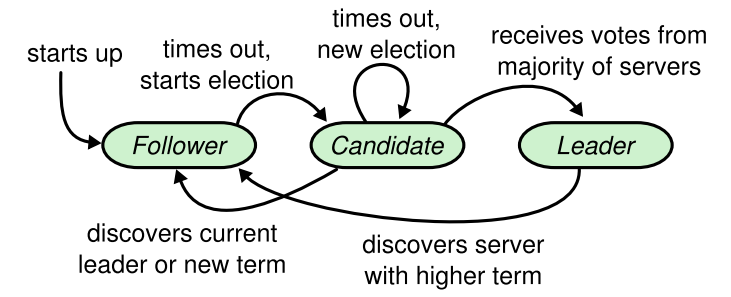 starts up
times out,
starts election
times out,
new election
receives votes from
majority of servers
Follower
Candidate
Leader
discovers current
leader or new term
discovers server
with higher term